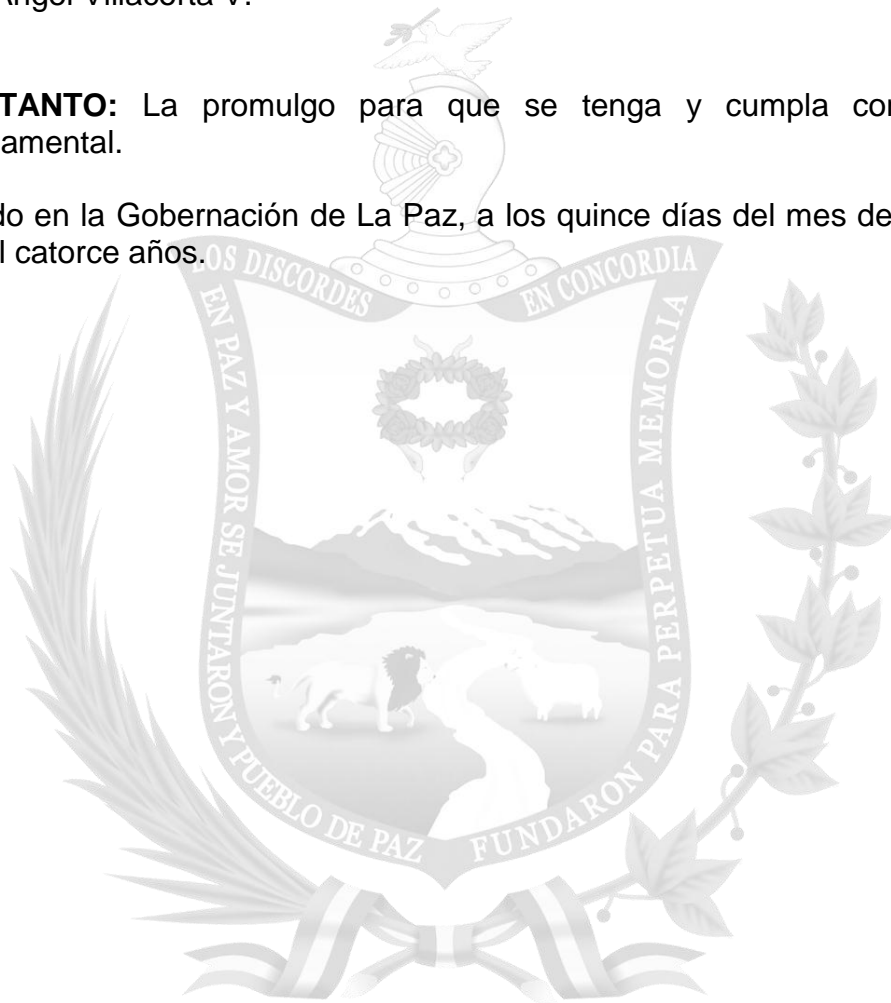 Ángel Villacorta V.
TANTO: La promulgo para que se tenga y cumpla
amental.
do en la Gobernación de La Paz, a los quince días del mes de
l catorce años.
LOS DISCORDES
EN CONCORDIA
EN PAZ Y AMOR SE JUNTARON Y PUEBLO DE PAZ
FUNDARON PARA PERPETUA MEMORIA